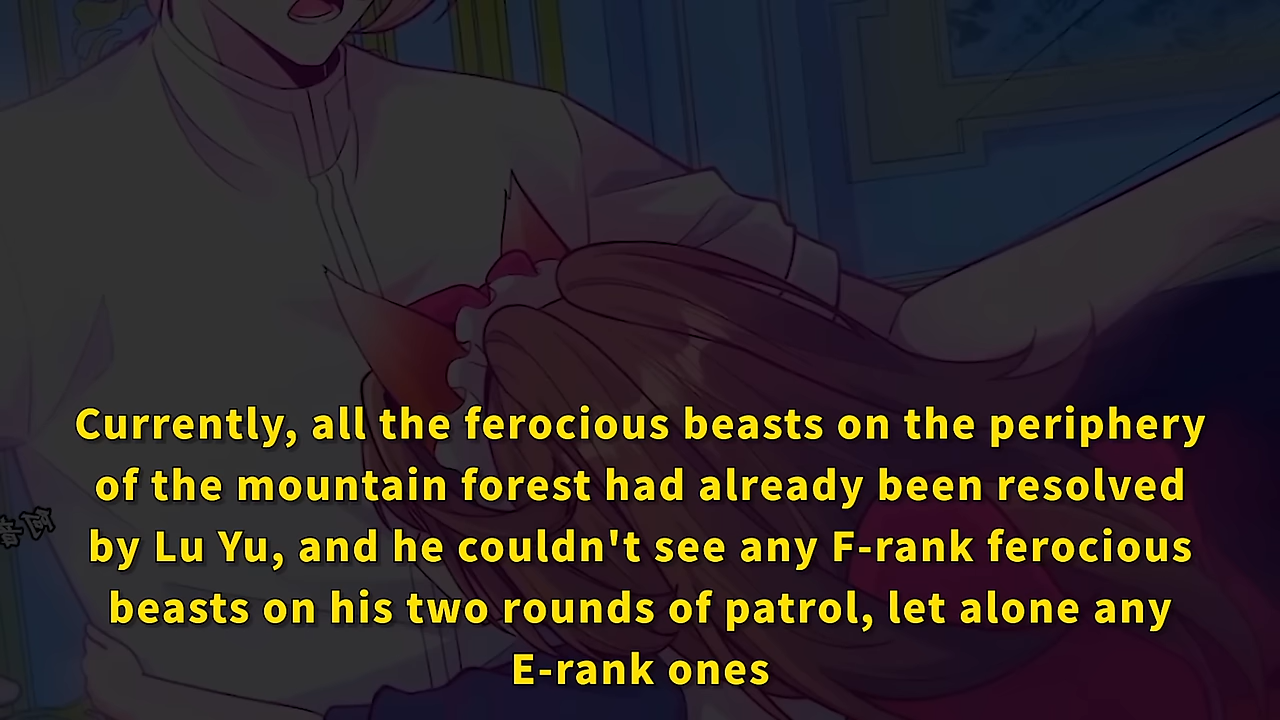 Currently, all the ferocious beasts on the periphery
of the mountain forest had already been resolved
by Lu Yu, and he couldn't see any F-rank ferocious
beasts on his two rounds of patrol, let alone any
E-rank ones